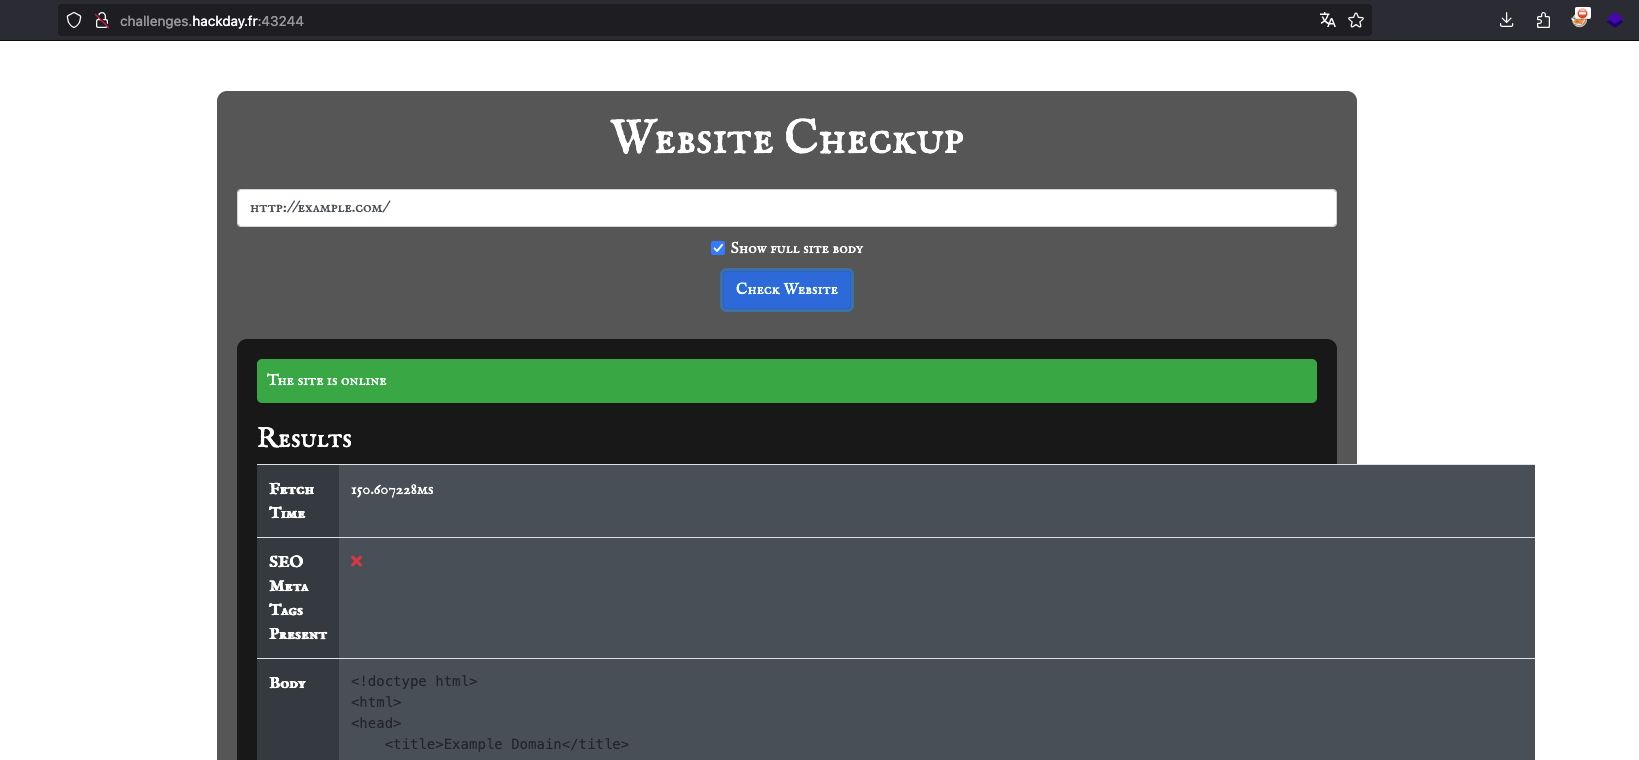 challenges.hackday.fr:43244
Website Checkup
http://example.com/
Show full site body
Check Website
The site is online
Results
Fetch Time
150.607228ms
SEO Meta Tags Present
Body
<!doctype html>
<html>
<head>
    <title>Example Domain</title>